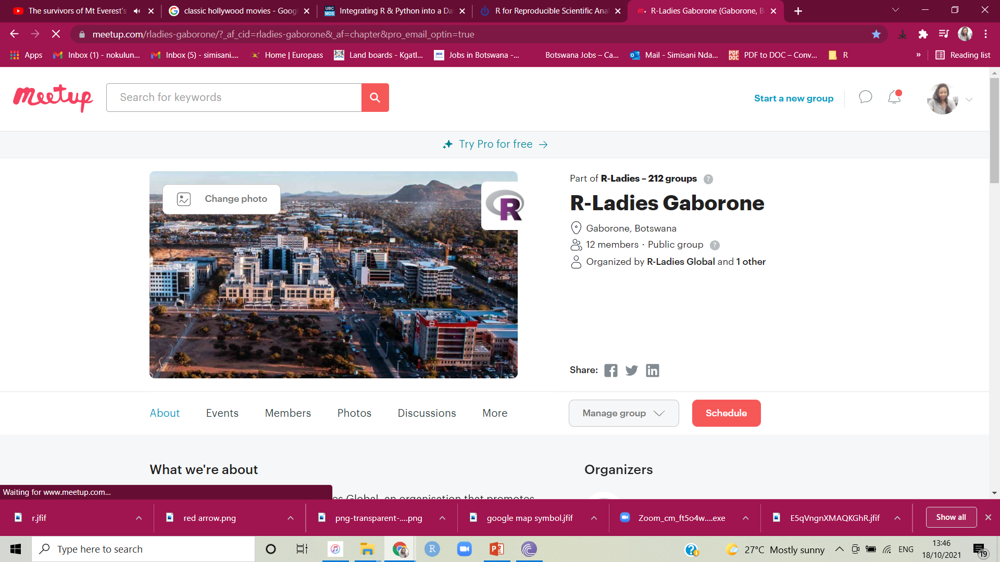 The survivors of Mt Everest's
classic hollywood movies - Goog
UBC MDS
Integrating R & Python into a Da
R for Reproducible Scientific Anal
R-Ladies Gaborone (Gaborone, B
meetup.com/rladies-gaborone/?_af_cid=rladies-gaborone&_af=chapter&pro_email_optin=true
Apps
Inbox (1) - nokulun...
Inbox (5) - simisani....
Home | Europass
Land boards - Kgatl...
Jobs in Botswana -...
Botswana Jobs – Ca...
Mail - Simisani Nda...
PDF DOC
PDF to DOC – Conv...
R
»
Reading list
meetup
Search for keywords
Start a new group
Try Pro for free
Change photo
R
Part of R-Ladies – 212 groups ?
R-Ladies Gaborone
Gaborone, Botswana
12 members · Public group ?
Organized by R-Ladies Global and 1 other
Share:
About
Events
Members
Photos
Discussions
More
Manage group
Schedule
What we're about
Organizers
Waiting for www.meetup.com...
es Global, an organisation that promotes
r.jfif
red arrow.png
png-transparent-....png
google map symbol.jfif
Zoom_cm_ft5o4w....exe
E5qVngnXMAQKGhR.jfif
Show all
Type here to search
R
27°C Mostly sunny
ENG
13:46
18/10/2021
19